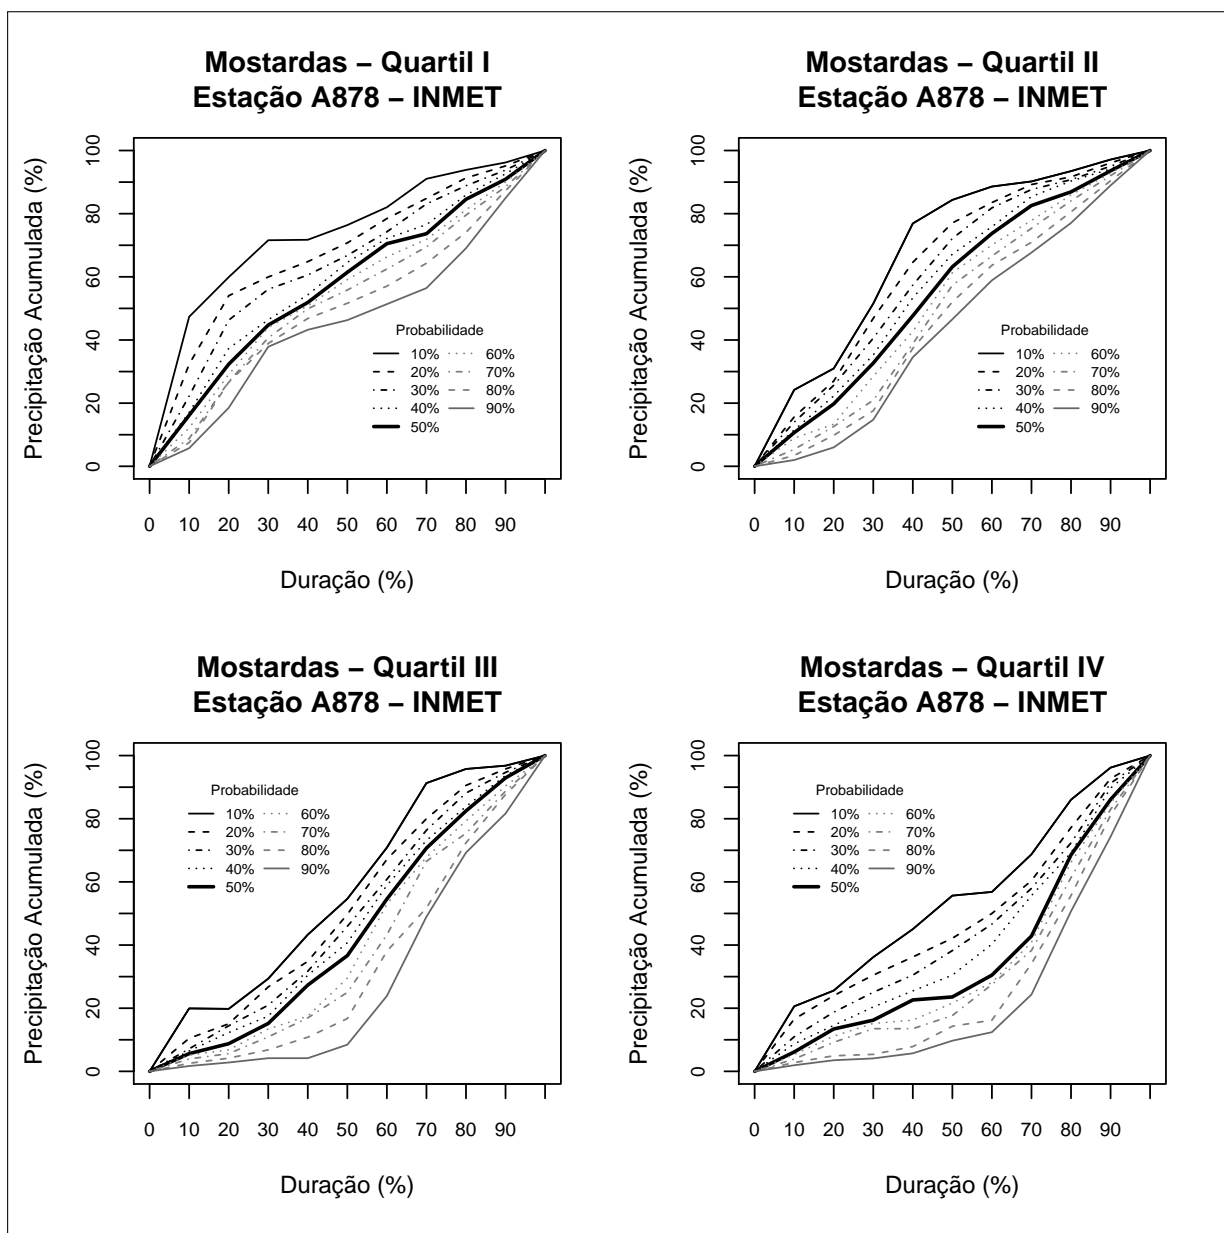 Mostardas – Quartil I
Estação A878 – INMET
Precipitação Acumulada (%)
100
80
60
40
20
0
Probabilidade
10% 60%
20% 70%
30% 80%
40% 90%
50%
0 10 20 30 40 50 60 70 80 90
Duração (%)
Mostardas – Quartil II
Estação A878 – INMET
Precipitação Acumulada (%)
100
80
60
40
20
0
Probabilidade
10% 60%
20% 70%
30% 80%
40% 90%
50%
0 10 20 30 40 50 60 70 80 90
Duração (%)
Mostardas – Quartil III
Estação A878 – INMET
Precipitação Acumulada (%)
100
80
60
40
20
0
Probabilidade
10% 60%
20% 70%
30% 80%
40% 90%
50%
0 10 20 30 40 50 60 70 80 90
Duração (%)
Mostardas – Quartil IV
Estação A878 – INMET
Precipitação Acumulada (%)
100
80
60
40
20
0
Probabilidade
10% 60%
20% 70%
30% 80%
40% 90%
50%
0 10 20 30 40 50 60 70 80 90
Duração (%)